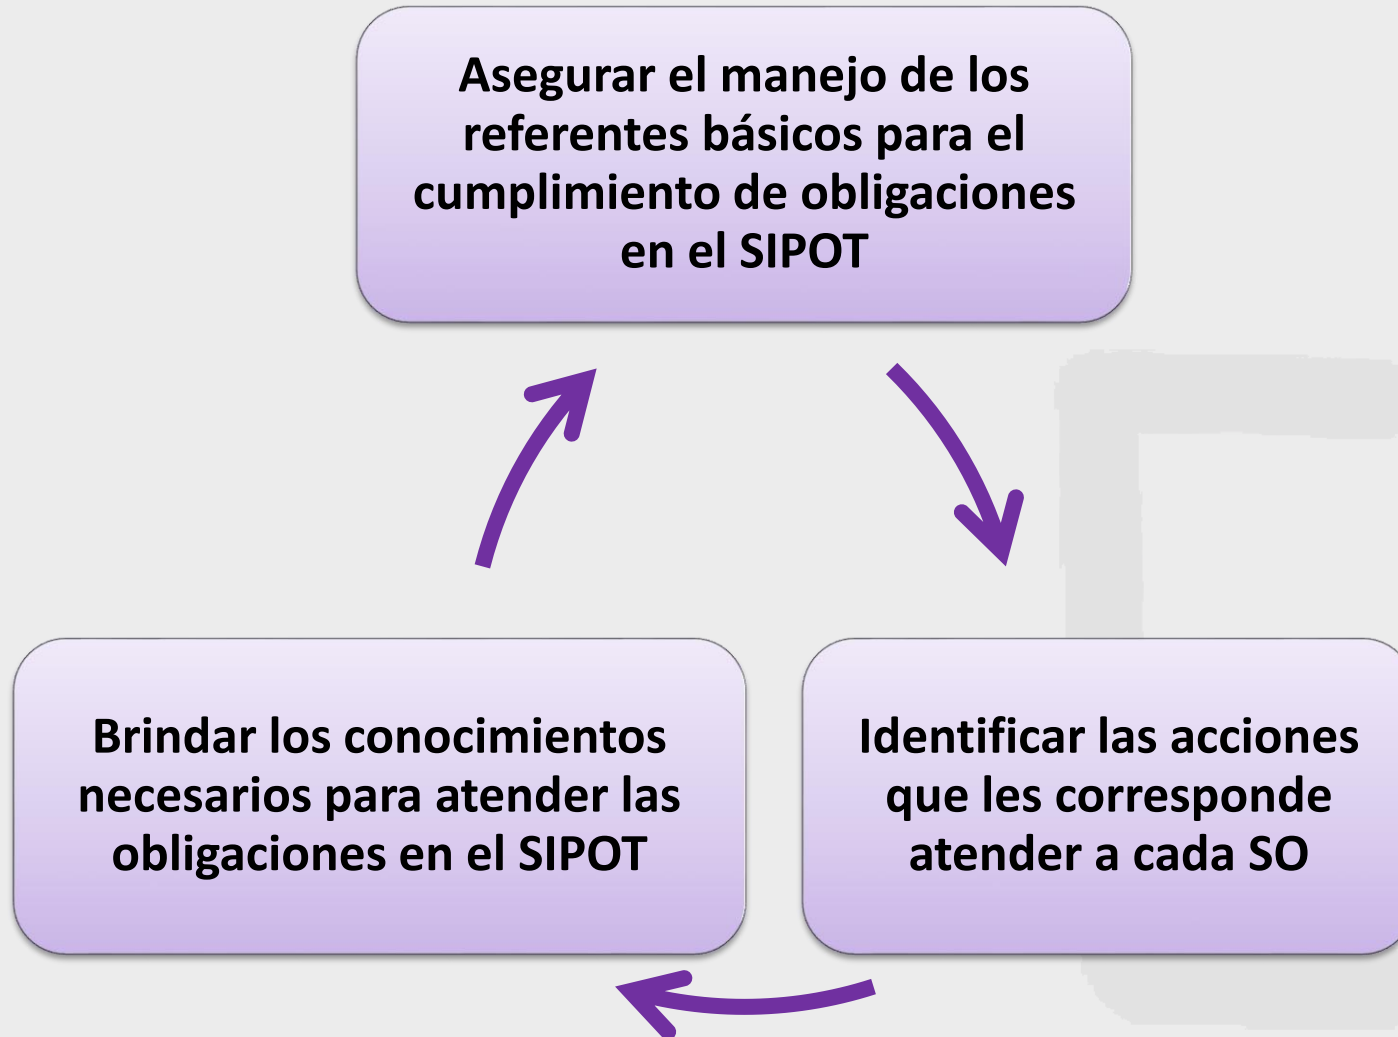 Asegurar el manejo de los
referentes básicos para el
cumplimiento de obligaciones
en el SIPOT
Brindar los conocimientos
necesarios para atender las
obligaciones en el SIPOT
Identificar las acciones
que les corresponde
atender a cada SO